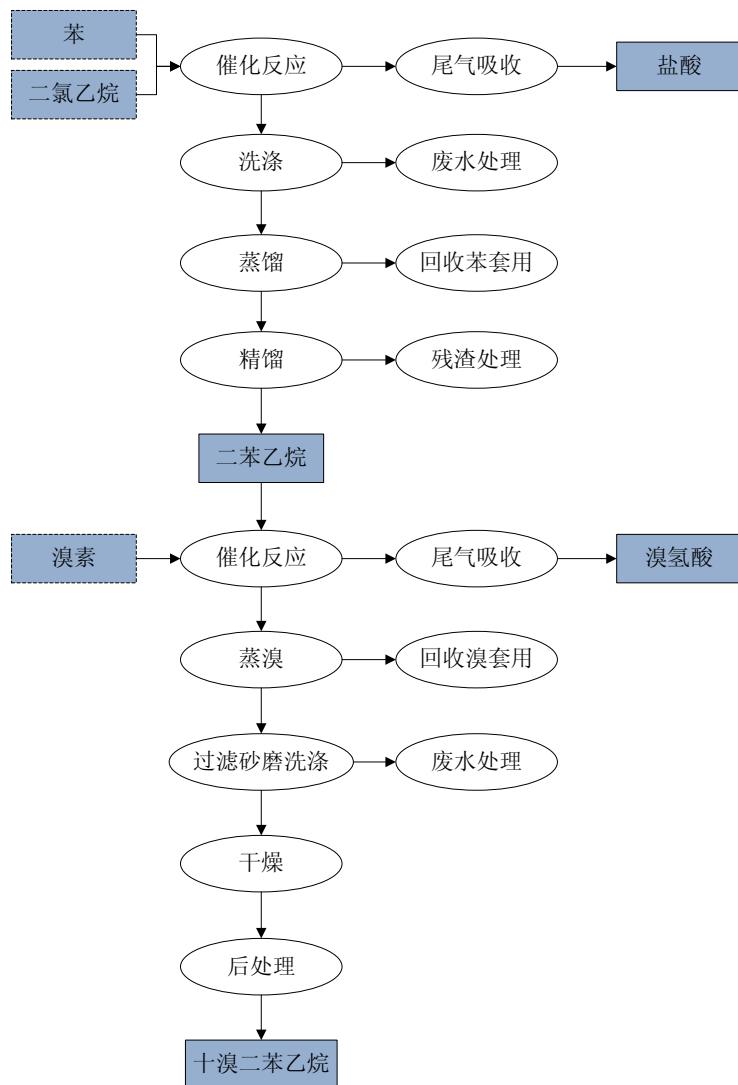 苯
二氯乙烷
催化反应
尾气吸收
盐酸
洗涤
废水处理
蒸馏
回收苯套用
精馏
残渣处理
二苯乙烷
溴素
催化反应
尾气吸收
溴氢酸
蒸溴
回收溴套用
过滤砂磨洗涤
废水处理
干燥
后处理
十溴二苯乙烷